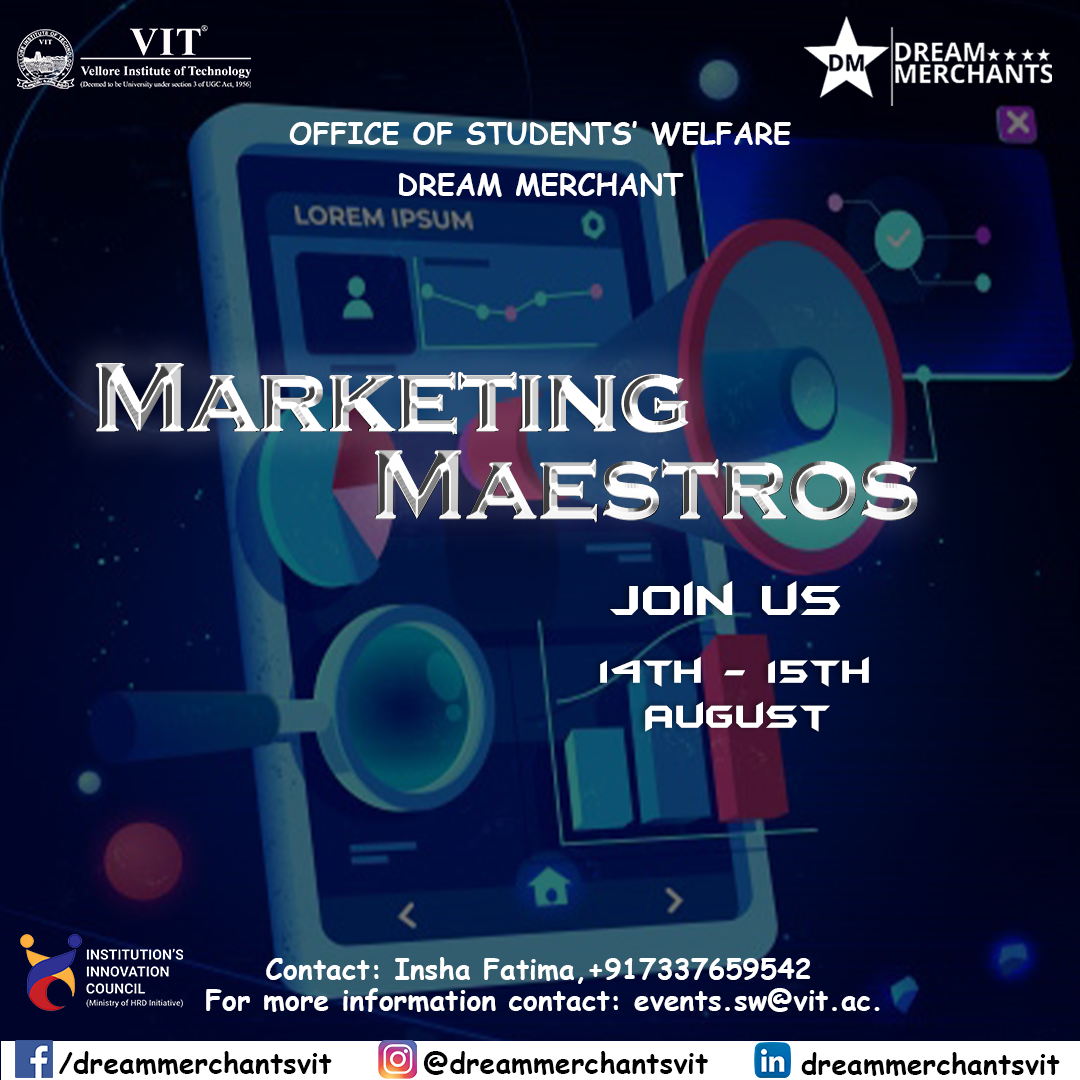 VIT®
Vellore Institute of Technology
(Deemed to be University under section 3 of UGC Act, 1956)
VIT
DM
DREAM
MERCHANTS
OFFICE OF STUDENTS' WELFARE
DREAM MERCHANT
LOREM IPSUM
MARKETING
MAESTROS
JOIN US
14TH - 15TH
AUGUST
INSTITUTION'S
INNOVATION
COUNCIL
(Ministry of HRD Initiative)
Contact: Insha Fatima,+917337659542
For more information contact: events.sw@vit.ac.
/dreammerchantsvit
@dreammerchantsvit
in dreammerchantsvit